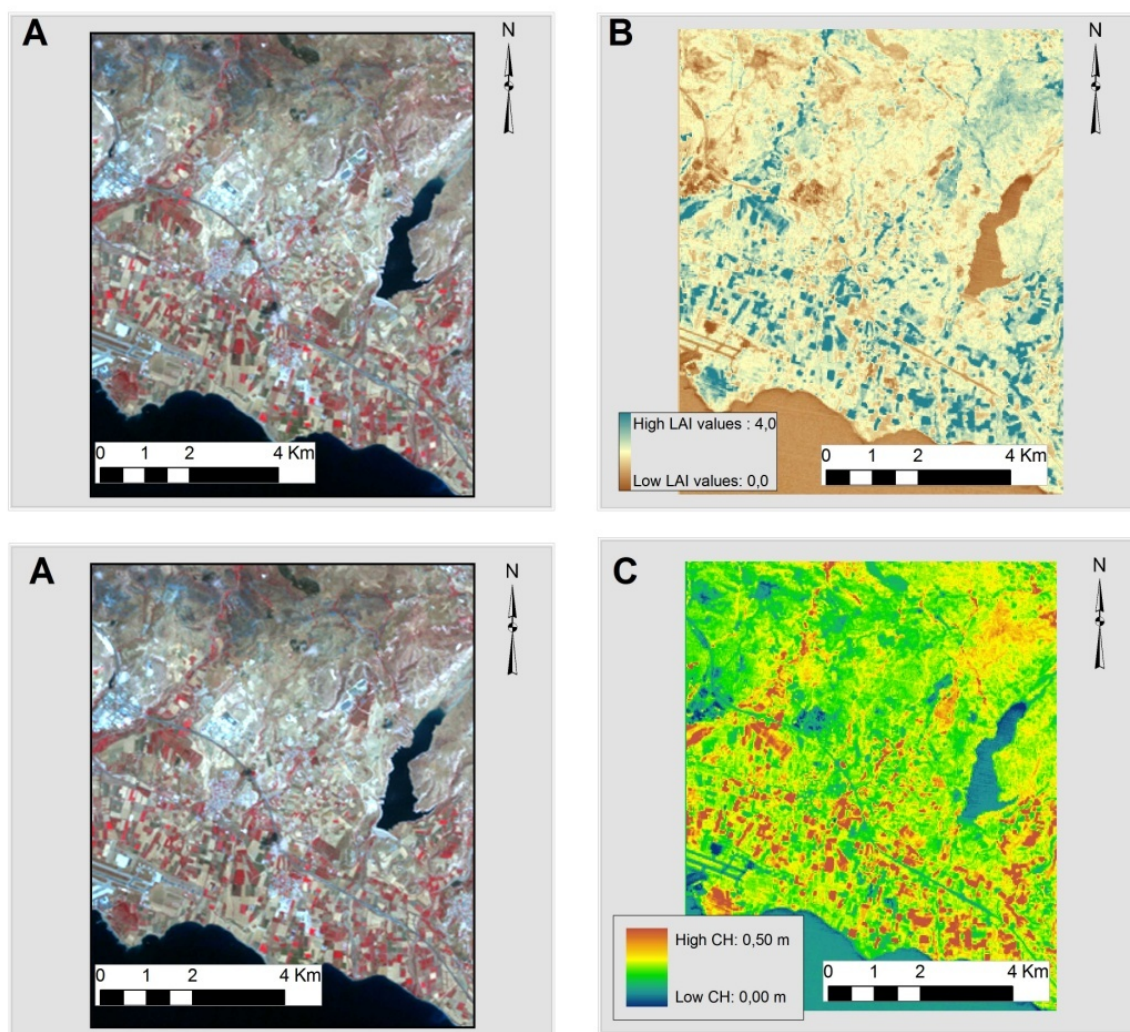 A
N
0 1 2 4 Km
B
N
High LAI values : 4,0
Low LAI values: 0,0
0 1 2 4 Km
A
N
0 1 2 4 Km
C
N
High CH: 0,50 m
Low CH: 0,00 m
0 1 2 4 Km